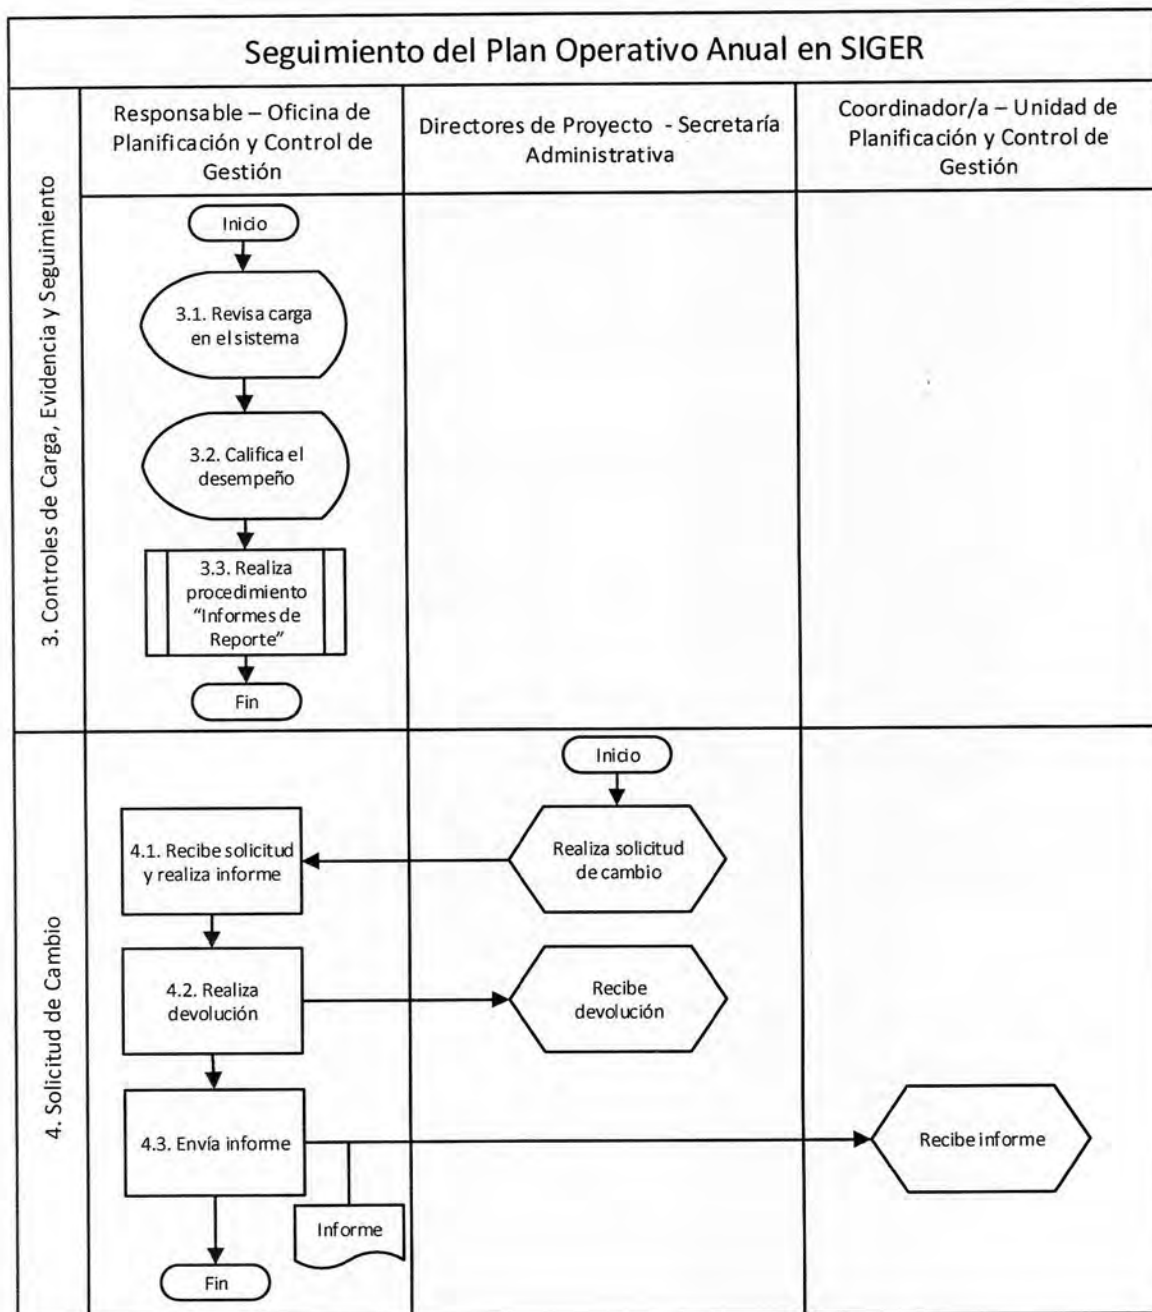 Seguimiento del Plan Operativo Anual en SIGER
Responsable – Oficina de
Planificación y Control de
Gestión
Directores de Proyecto - Secretaría
Administrativa
Coordinador/a – Unidad de
Planificación y Control de
Gestión
3. Controles de Carga, Evidencia y Seguimiento
Inicio
3.1. Revisa carga
en el sistema
3.2. Califica el
desempeño
3.3. Realiza
procedimiento
“Informes de
Reporte”
Fin
4. Solicitud de Cambio
Inicio
Realiza solicitud
de cambio
4.1. Recibe solicitud
y realiza informe
4.2. Realiza
devolución
Recibe
devolución
4.3. Envía informe
Recibe informe
Informe
Fin